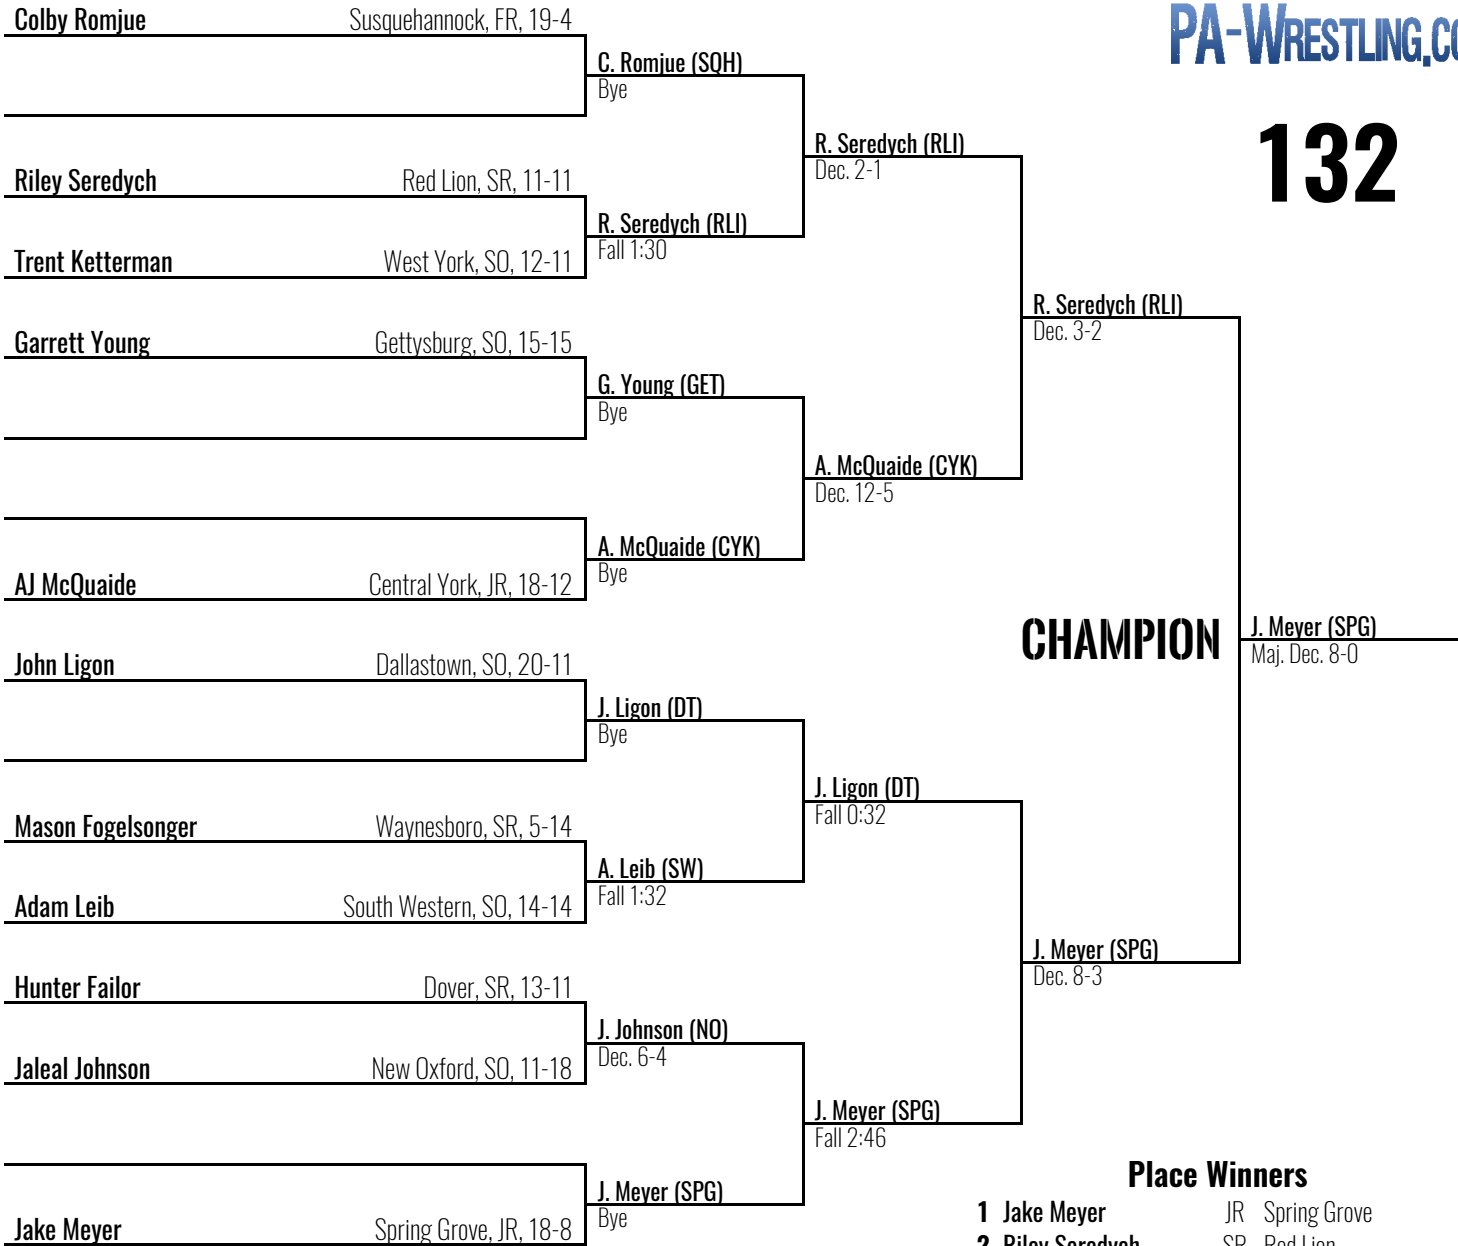 Colby Romjue Susquehannock, FR, 19-4
PA-WRESTLING.CO
C. Romjue (SQH)
Bye
132
R. Seredych (RLI)
Dec. 2-1
Riley Seredych Red Lion, SR, 11-11
R. Seredych (RLI)
Fall 1:30
Trent Ketterman West York, SO, 12-11
R. Seredych (RLI)
Dec. 3-2
Garrett Young Gettysburg, SO, 15-15
G. Young (GET)
Bye
A. McQuaide (CYK)
Dec. 12-5
A. McQuaide (CYK)
Bye
AJ McQuaide Central York, JR, 18-12
CHAMPION
J. Meyer (SPG)
Maj. Dec. 8-0
John Ligon Dallastown, SO, 20-11
J. Ligon (DT)
Bye
J. Ligon (DT)
Fall 0:32
Mason Fogelsonger Waynesboro, SR, 5-14
A. Leib (SW)
Fall 1:32
Adam Leib South Western, SO, 14-14
J. Meyer (SPG)
Dec. 8-3
Hunter Failor Dover, SR, 13-11
J. Johnson (NO)
Dec. 6-4
Jaleal Johnson New Oxford, SO, 11-18
J. Meyer (SPG)
Fall 2:46
Place Winners
J. Meyer (SPG)
Bye
1 Jake Meyer JR Spring Grove
Jake Meyer Spring Grove, JR, 18-8
2 Riley Seredych SR Red Lion